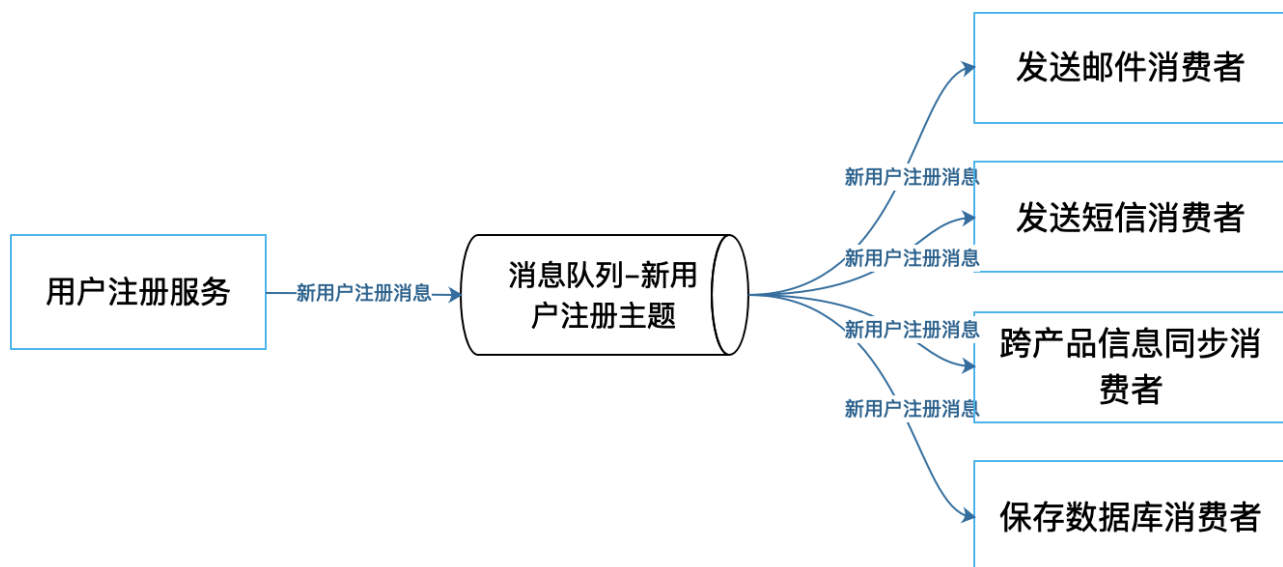 用户注册服务
新用户注册消息
消息队列-新用
户注册主题
新用户注册消息
发送邮件消费者
新用户注册消息
发送短信消费者
新用户注册消息
跨产品信息同步消
费者
新用户注册消息
保存数据库消费者